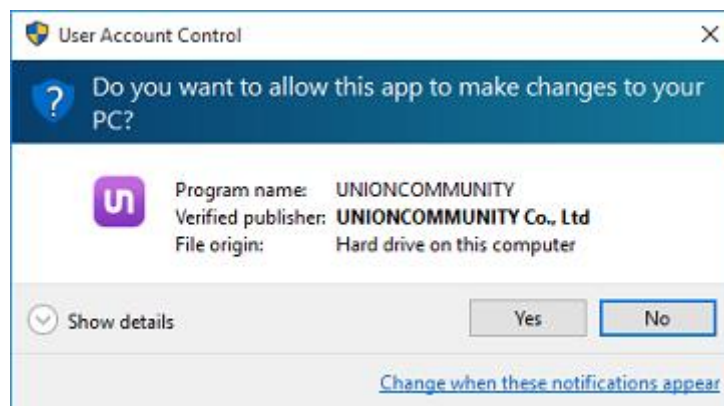 User Account Control
Do you want to allow this app to make changes to your
PC?
un
Program name: UNIONCOMMUNITY
Verified publisher: UNIONCOMMUNITY Co., Ltd
File origin: Hard drive on this computer
Show details
Yes
No
Change when these notifications appear